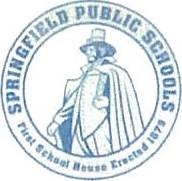 SPRINGFIELD PUBLIC SCHOOLS
First School House Erected 1679